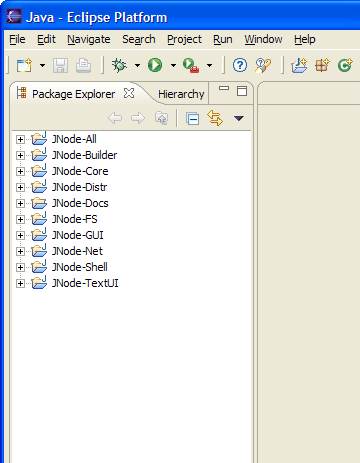 Java - Eclipse Platform
File Edit Navigate Search Project Run Window Help
Package Explorer Hierarchy
JNode-All
JNode-Builder
JNode-Core
JNode-Distr
JNode-Docs
JNode-FS
JNode-GUI
JNode-Net
JNode-Shell
JNode-TextUI